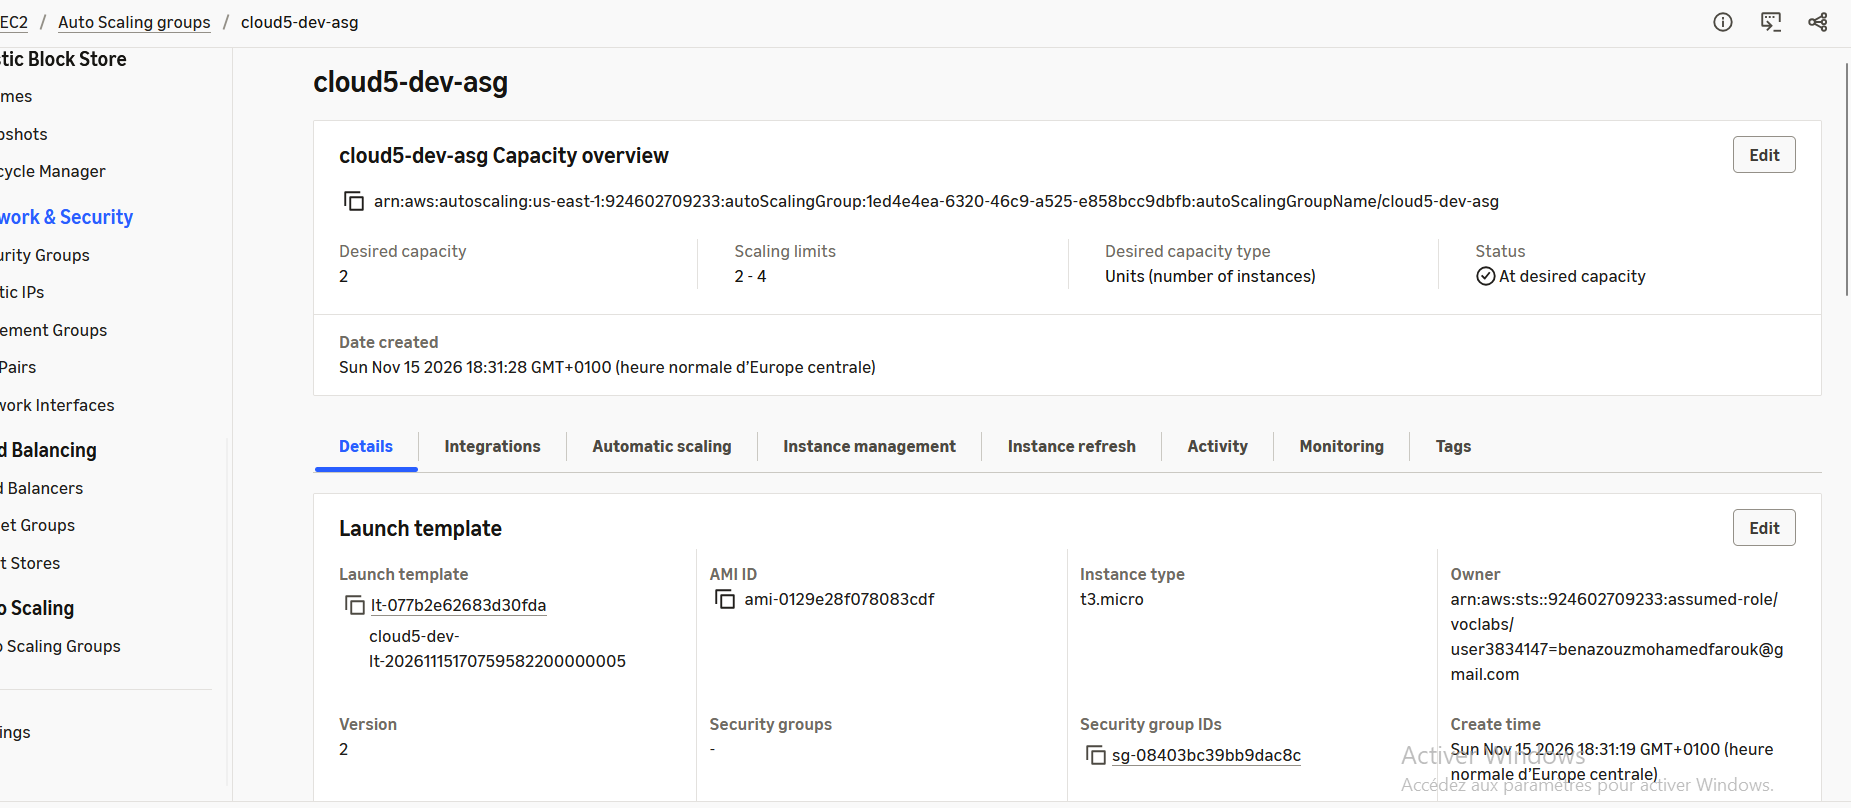 EC2 / Auto Scaling groups / cloud5-dev-asg
stic Block Store
mes
pshots
cycle Manager
work & Security
urity Groups
tic IPs
ement Groups
Pairs
work Interfaces
d Balancing
d Balancers
et Groups
t Stores
o Scaling
o Scaling Groups
ings
cloud5-dev-asg
cloud5-dev-asg Capacity overview
Edit
arn:aws:autoscaling:us-east-1:924602709233:autoScalingGroup:1ed4e4ea-6320-46c9-a525-e858bcc9dbfb:autoScalingGroupName/cloud5-dev-asg
Desired capacity
2
Scaling limits
2 - 4
Desired capacity type
Units (number of instances)
Status
At desired capacity
Date created
Sun Nov 15 2026 18:31:28 GMT+0100 (heure normale d’Europe centrale)
Details
Integrations
Automatic scaling
Instance management
Instance refresh
Activity
Monitoring
Tags
Launch template
Edit
Launch template
lt-077b2e62683d30fda
cloud5-dev-
lt-20261115170759582200000005
AMI ID
ami-0129e28f078083cdf
Instance type
t3.micro
Owner
arn:aws:sts::924602709233:assumed-role/
voclabs/
user3834147=benazouzmohamedfarouk@g
mail.com
Version
2
Security groups
-
Security group IDs
sg-08403bc39bb9dac8c
Create time
Sun Nov 15 2026 18:31:19 GMT+0100 (heure
normale d’Europe centrale)
Activer Windows
Accédez aux paramètres pour activer Windows.